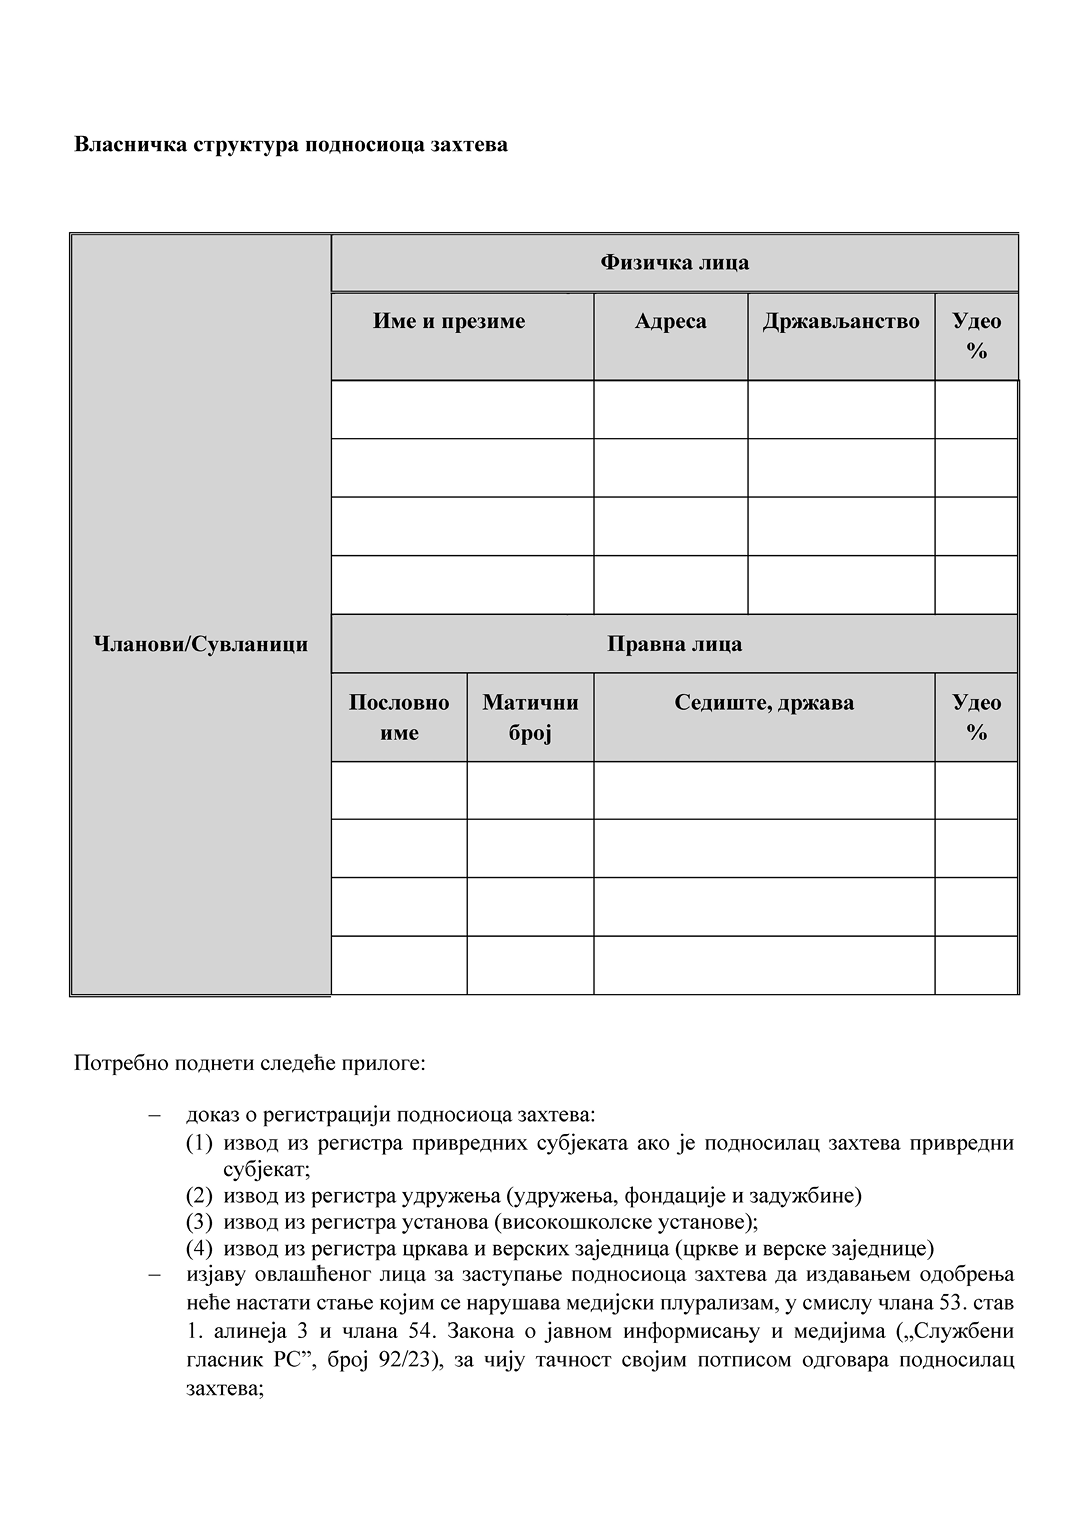 Власничка структура подносиоца захтева
Физичка лица
Име и презиме Адреса Држављанство Удео
%
Чланови/Сувланици Правна лица
Пословно Матични Седиште, држава Удео
име број %
Потребно поднети следеће прилоге:
– доказ о регистрацији подносиоца захтева:
(1) извод из регистра привредних субјеката ако је подносилац захтева привредни
субјекат;
(2) извод из регистра удружења (удружења, фондације и задужбине)
(3) извод из регистра установа (високошколске установе);
(4) извод из регистра цркава и верских заједница (цркве и верске заједнице)
– изјаву овлашћеног лица за заступање подносиоца захтева да издавањем одобрења
неће настати стање којим се нарушава медијски плурализам, у смислу члана 53. став
1. алинеја 3 и члана 54. Закона о јавном информисању и медијима („Службени
гласник РС”, број 92/23), за чију тачност својим потписом одговара подносилац
захтева;